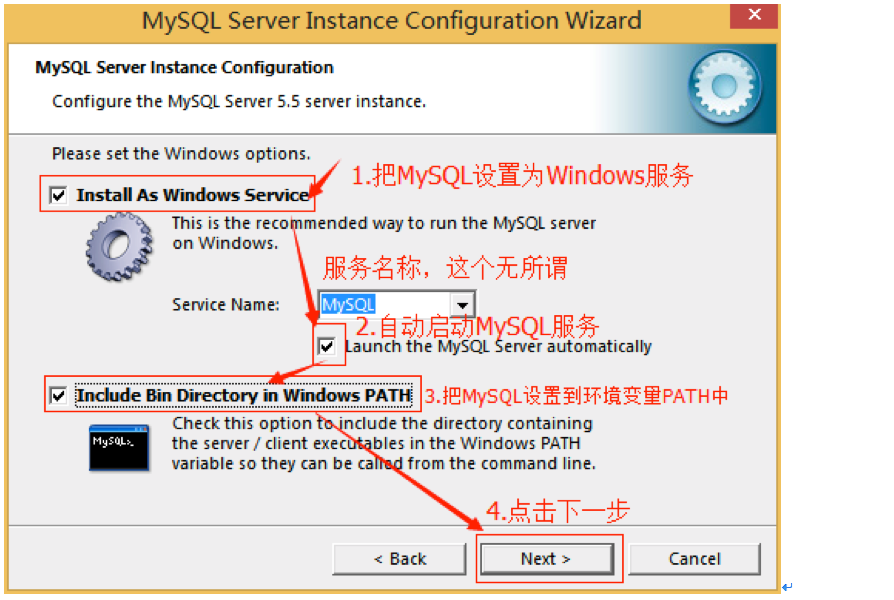 MySQL Server Instance Configuration Wizard
MySQL Server Instance Configuration
Configure the MySQL Server 5.5 server instance.
Please set the Windows options.
1.把MySQL设置为Windows服务
Install As Windows Service
This is the recommended way to run the MySQL server
on Windows.
服务名称，这个无所谓
Service Name:
MySQL
2.自动启动MySQL服务
Launch the MySQL Server automatically
Include Bin Directory in Windows PATH
3.把MySQL设置到环境变量PATH中
Check this option to include the directory containing
the server / client executables in the Windows PATH
variable so they can be called from the command line.
MySQL>_
4.点击下一步
< Back
Next >
Cancel